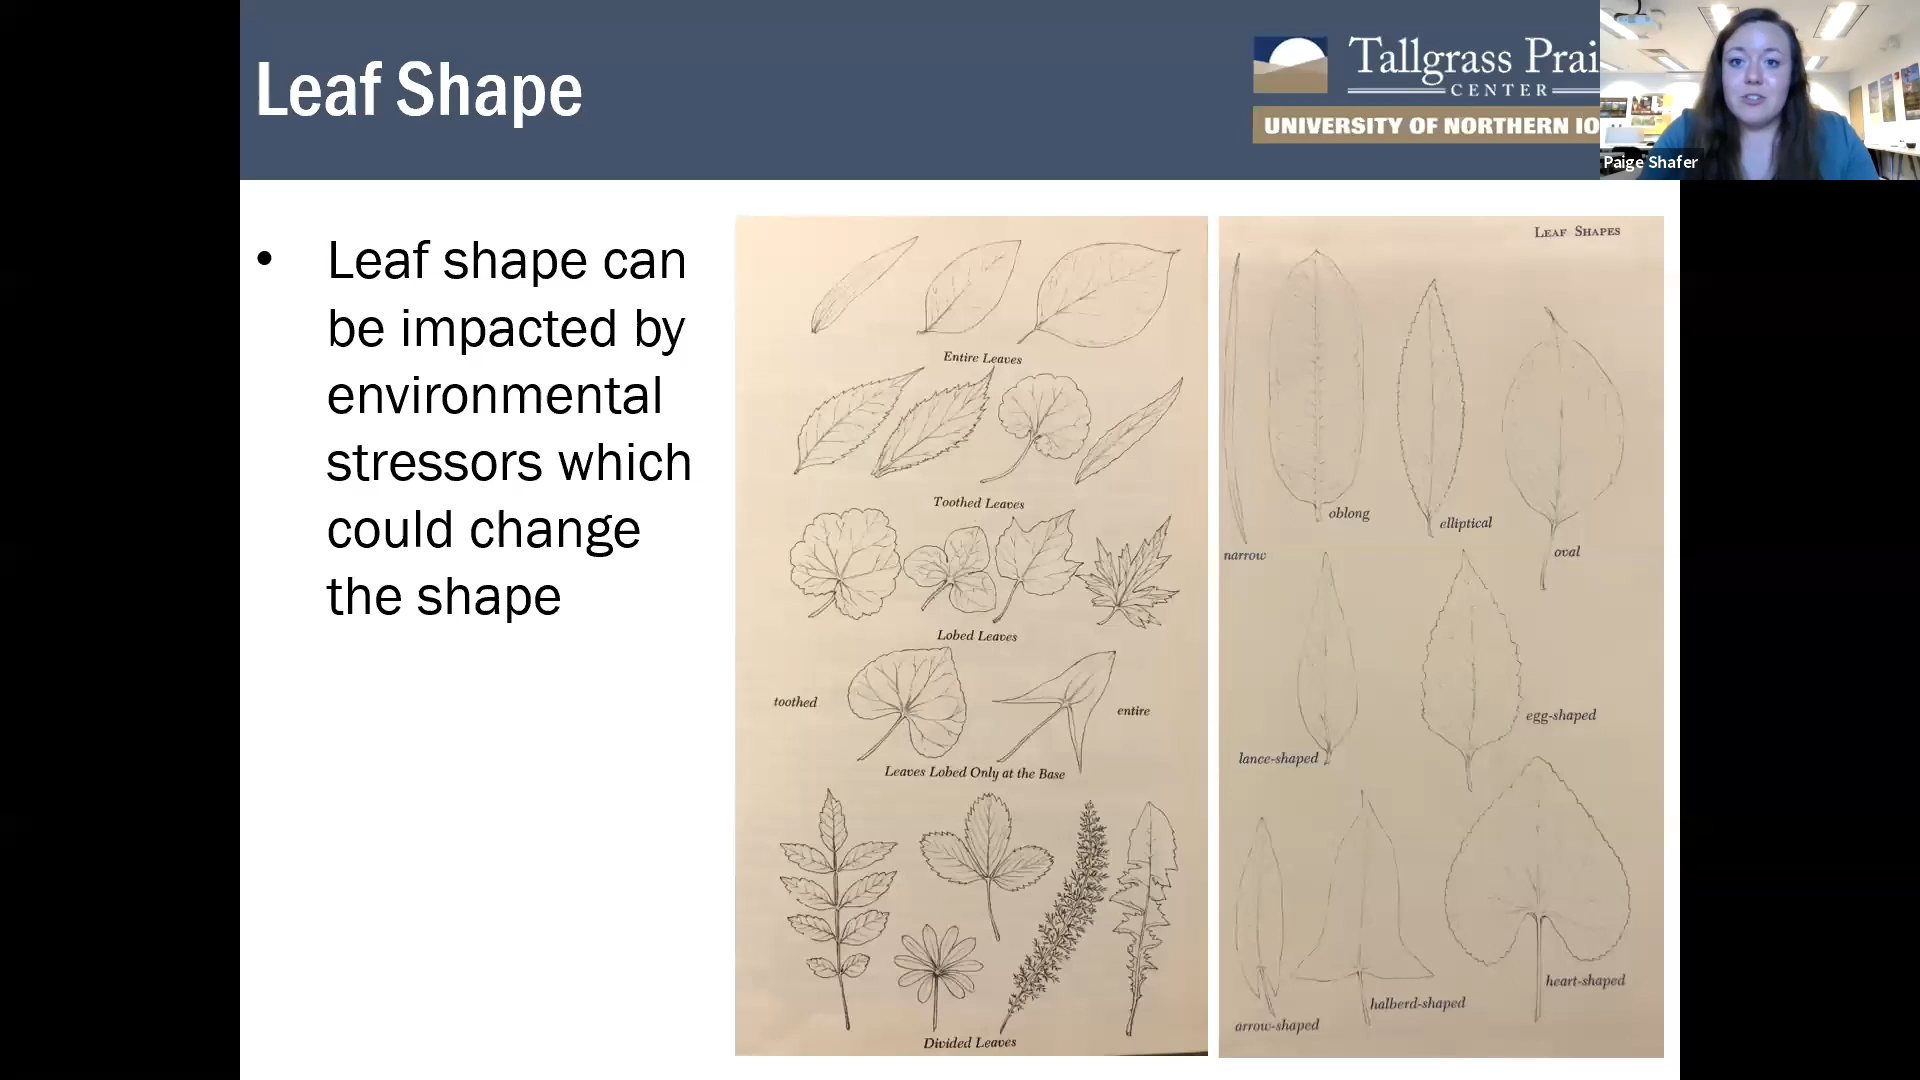 Leaf Shape
Tallgrass Prai
CENTER
UNIVERSITY OF NORTHERN IO
Paige Shafer
• Leaf shape can
be impacted by
environmental
stressors which
could change
the shape
Entire Leaves
Toothed Leaves
Lobed Leaves
toothed
entire
Leaves Lobed Only at the Base
Divided Leaves
LEAF SHAPES
narrow
oblong
elliptical
oval
lance-shaped
egg-shaped
arrow-shaped
halberd-shaped
heart-shaped